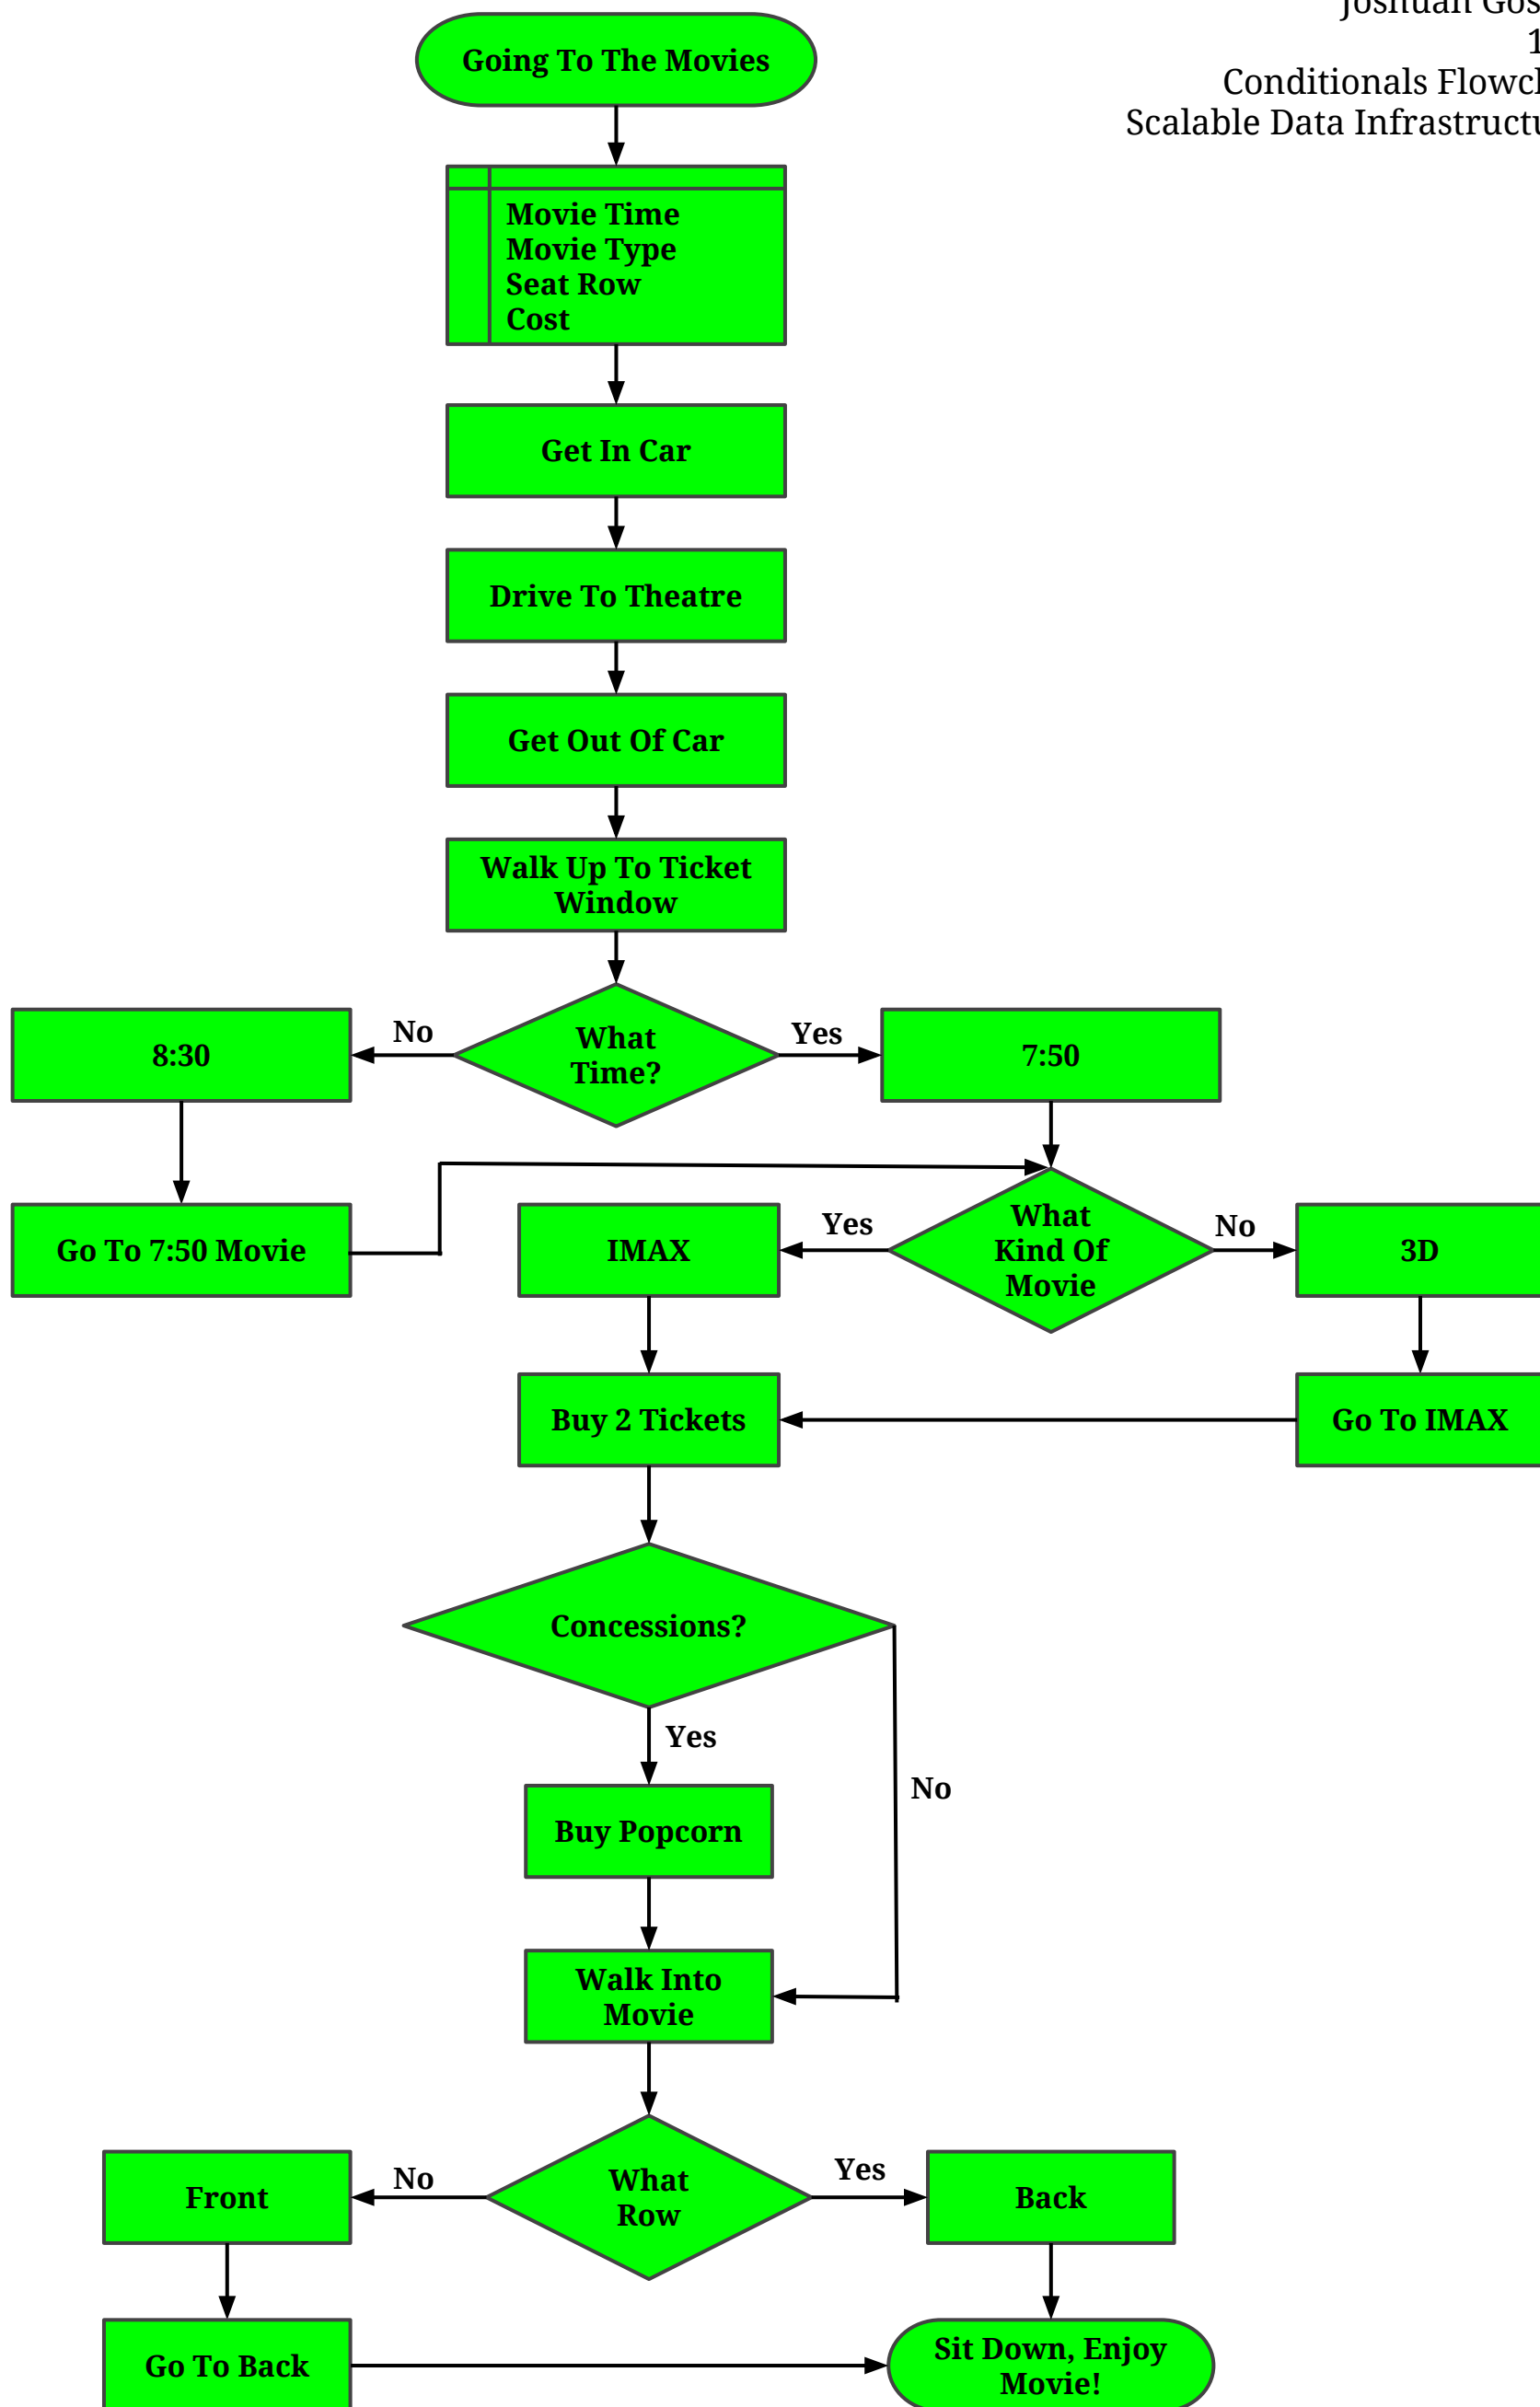 Joshuah Gos
1
Conditionals Flowch
Scalable Data Infrastructu
Going To The Movies
Movie Time
Movie Type
Seat Row
Cost
Get In Car
Drive To Theatre
Get Out Of Car
Walk Up To Ticket
Window
No
What
Time?
Yes
8:30
7:50
Go To 7:50 Movie
IMAX
Yes
What
Kind Of
Movie
No
3D
Buy 2 Tickets
Go To IMAX
Concessions?
Yes
No
Buy Popcorn
Walk Into
Movie
Front
No
What
Row
Yes
Back
Go To Back
Sit Down, Enjoy
Movie!